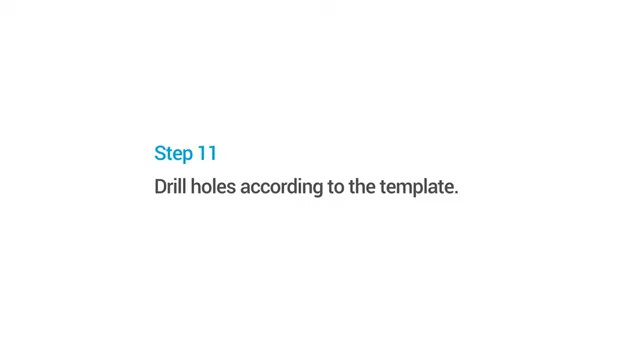 Step 11
Drill holes according to the template.